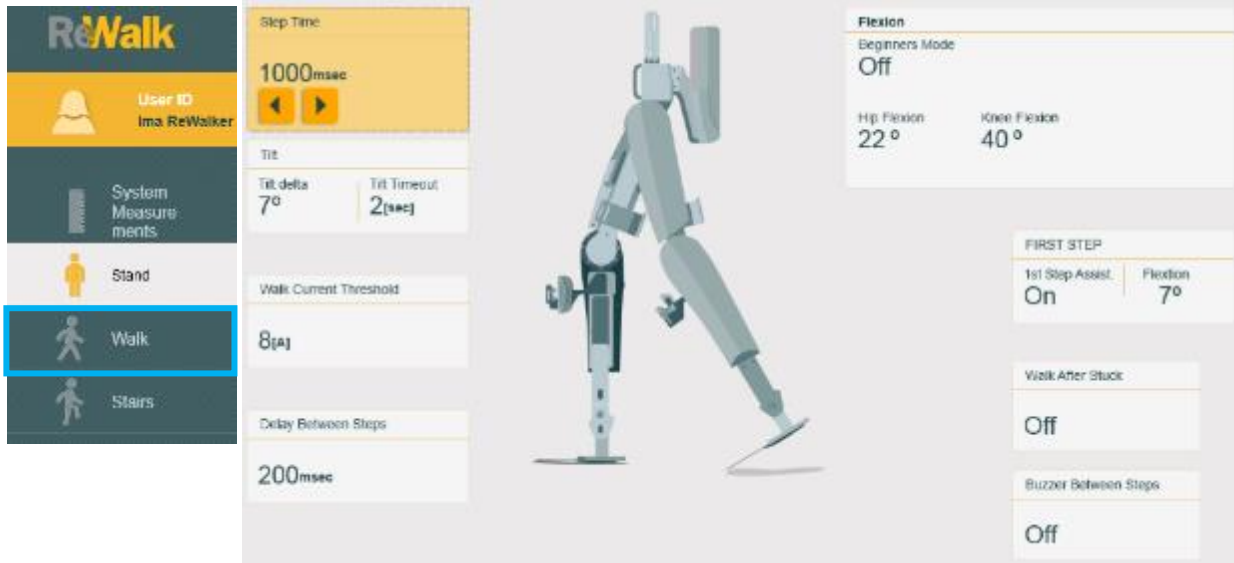 ReWalk
User ID
Ima ReWalker
System
Measure
ments
Stand
Walk
Stairs
Step Time
1000msec
Tilt
Tilt delta
7°
Tilt Timeout
2[sec]
Walk Current Threshold
8[A]
Delay Between Steps
200msec
Flexion
Beginners Mode
Off
Hip Flexion
22°
Knee Flexion
40°
FIRST STEP
1st Step Assist.
On
Flextion
7°
Walk After Stuck
Off
Buzzer Between Steps
Off